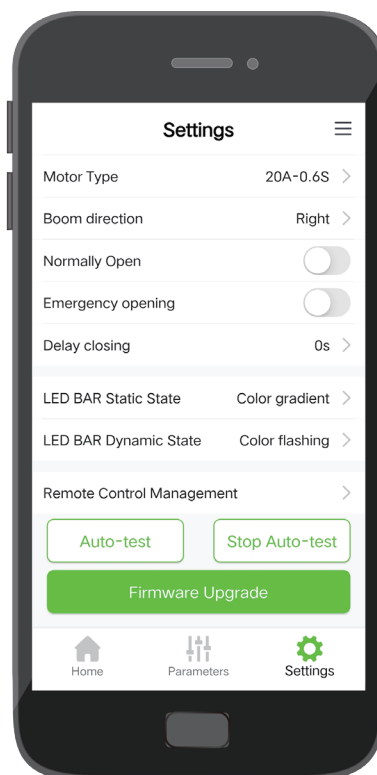 Settings
Motor Type 20A-0.6S
Boom direction Right
Normally Open
Emergency opening
Delay closing 0s
LED BAR Static State Color gradient
LED BAR Dynamic State Color flashing
Remote Control Management
Auto-test Stop Auto-test
Firmware Upgrade
Home Parameters Settings